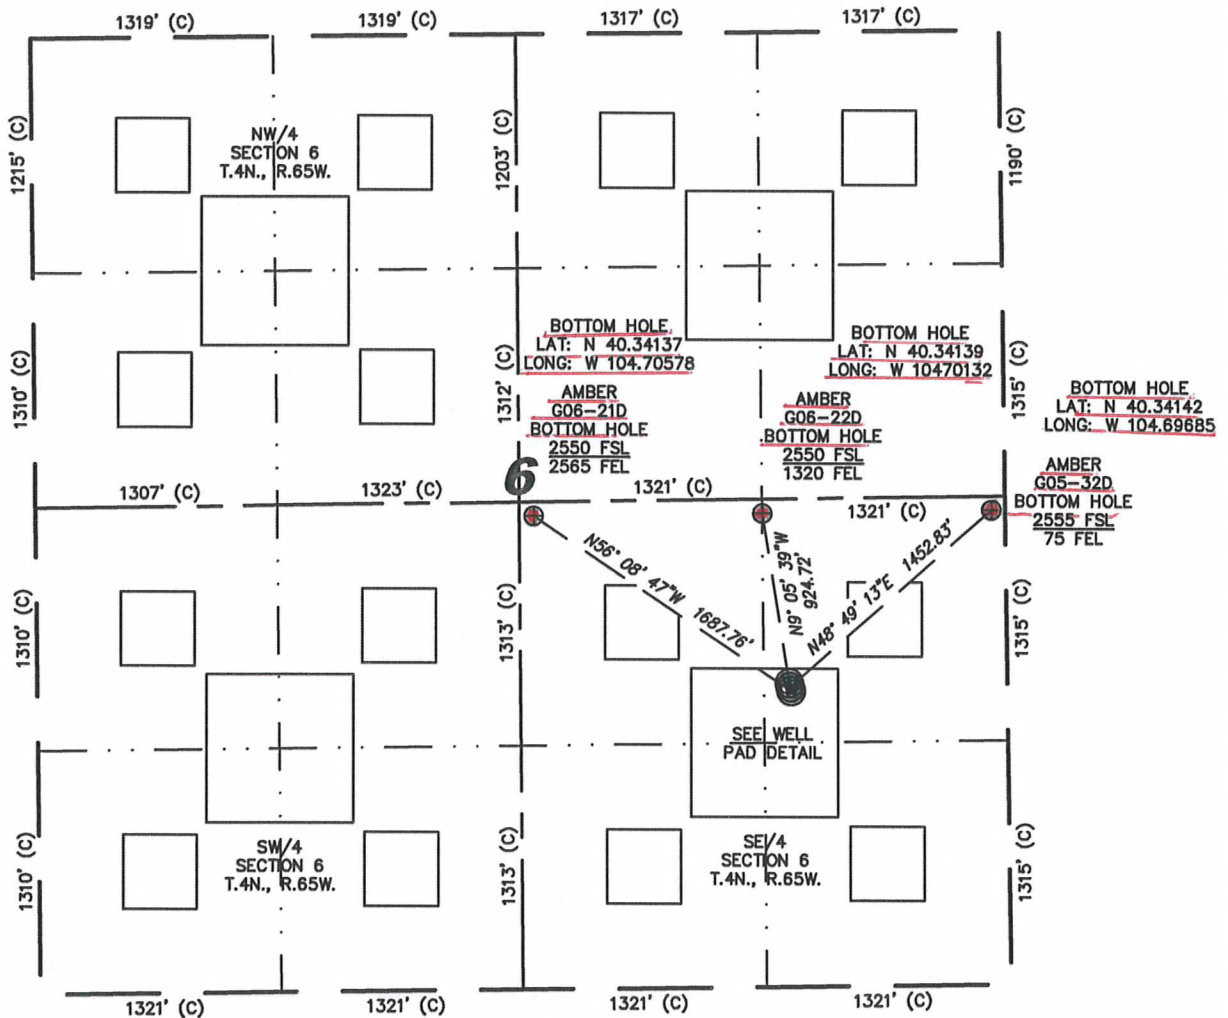 1319' (C)
1319' (C)
1317' (C)
1317' (C)
1215' (C)
NW/4
SECTION 6
T.4N., R.65W.
1203' (C)
1190' (C)
1310' (C)
1312' (C)
BOTTOM HOLE
LAT: N 40.34137
LONG: W 104.70578
AMBER
G06-21D
BOTTOM HOLE
2550 FSL
2565 FEL
BOTTOM HOLE
LAT: N 40.34139
LONG: W 10470132
AMBER
G06-22D
BOTTOM HOLE
2550 FSL
1320 FEL
1315' (C)
BOTTOM HOLE
LAT: N 40.34142
LONG: W 104.69685
AMBER
G05-32D
BOTTOM HOLE
2555 FSL
75 FEL
1307' (C)
1323' (C)
6
1321' (C)
1321' (C)
N56° 08' 47"W 1687.76'
N9° 05' 39"W
924.72'
N48° 49' 13"E 1452.83'
1310' (C)
1313' (C)
1315' (C)
SEE WELL
PAD DETAIL
1310' (C)
SW/4
SECTION 6
T.4N., R.65W.
1313' (C)
SE/4
SECTION 6
T.4N., R.65W.
1315' (C)
1321' (C)
1321' (C)
1321' (C)
1321' (C)